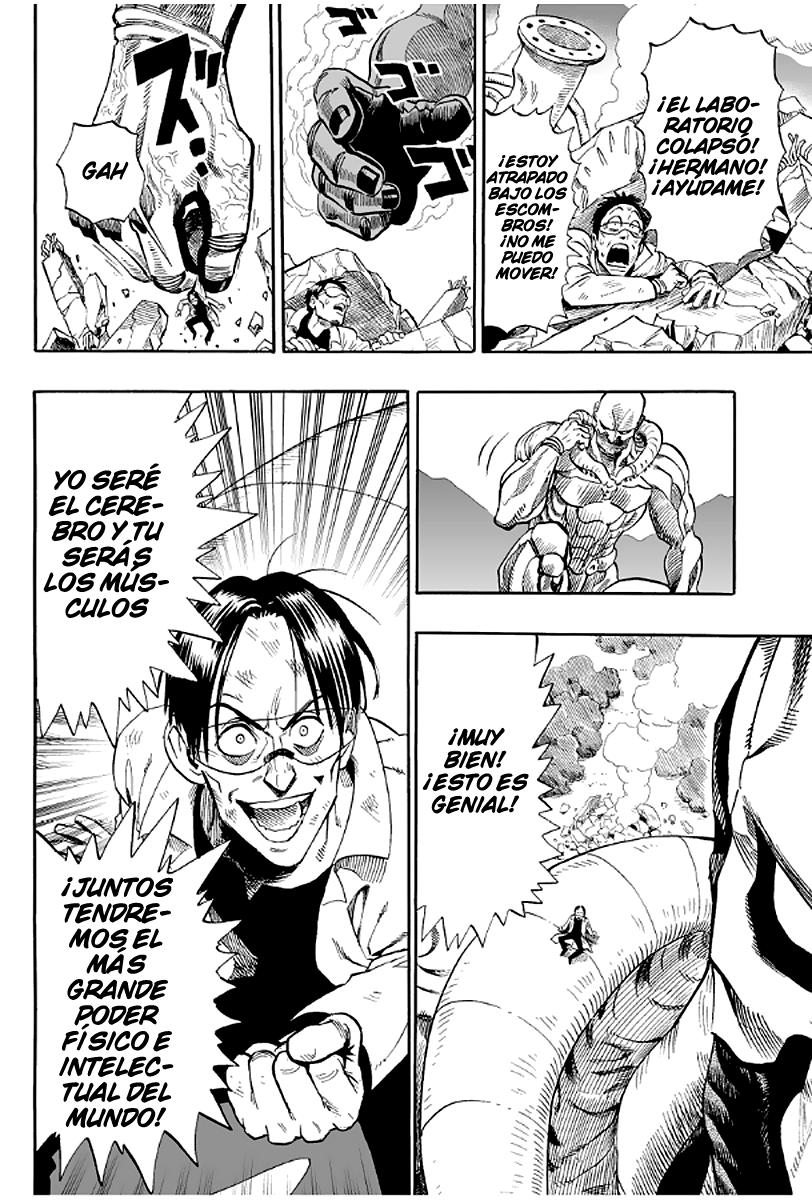 ¡EL LABO-
RATORIO
COLAPSÓ!
¡HERMANO!
¡AYÚDAME!
¡ESTOY
ATRAPADO
BAJO LOS
ESCOM-
BROS!
¡NO ME
PUEDO
MOVER!
ゴ
ゴ
ゴ
ズ
GAH
¡MUY
BIEN!
¡ESTO ES
GENIAL!
YO SERÉ
EL CERE-
BRO Y TU
SERÁS
LOS MÚS-
CULOS
¡JUNTOS
TENDRE-
MOS EL
MÁS
GRANDE
PODER
FÍSICO E
INTELEC-
TUAL DEL
MUNDO!